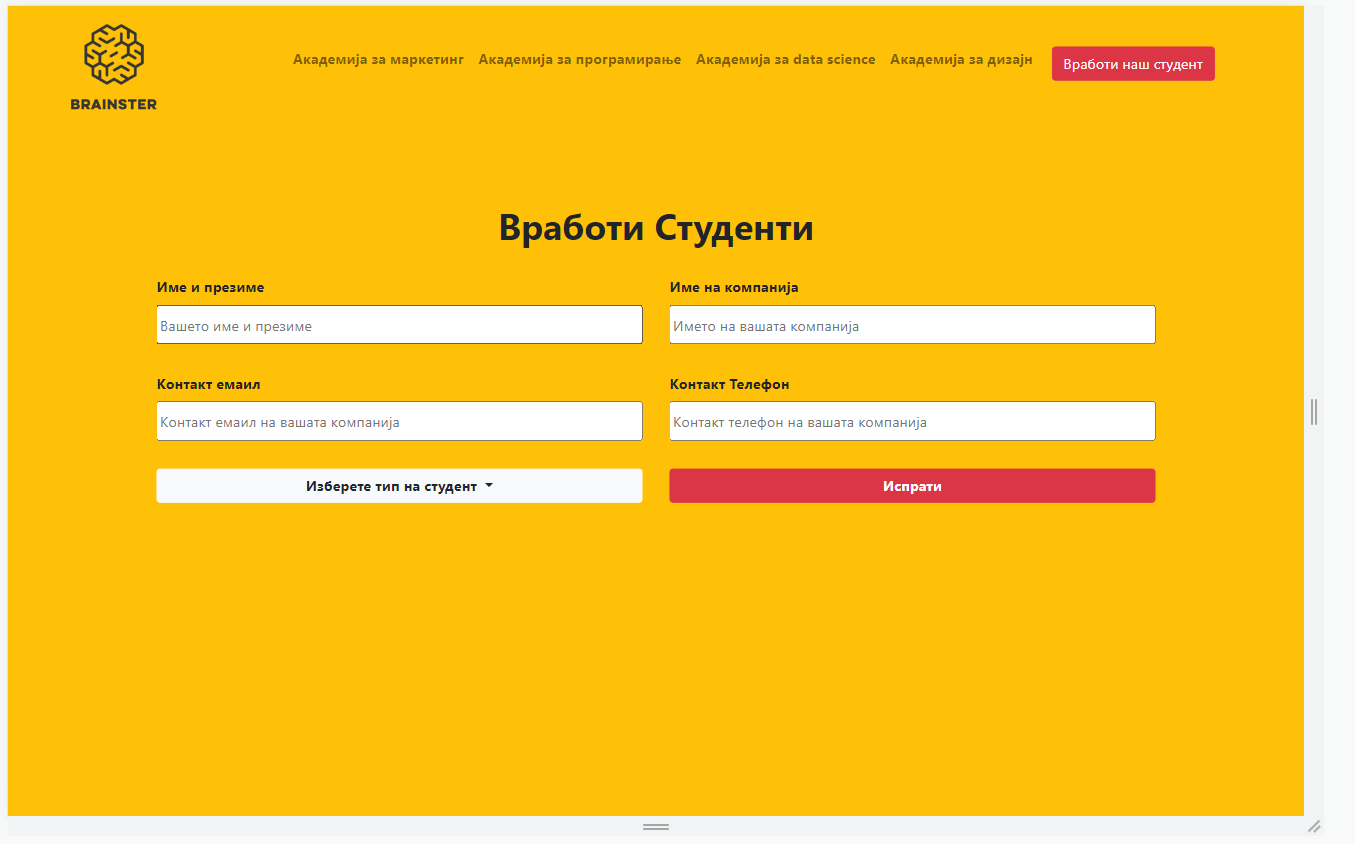 BRAINSTER
Академија за маркетинг Академија за програмирање Академија за data science Академија за дизајн Вработи наш студент
Вработи Студенти
Име и презиме Име на компанија
Вашето име и презиме Името на вашата компанија
Контакт емаил Контакт Телефон
Контакт емаил на вашата компанија Контакт телефон на вашата компанија
Изберете тип на студент Испрати